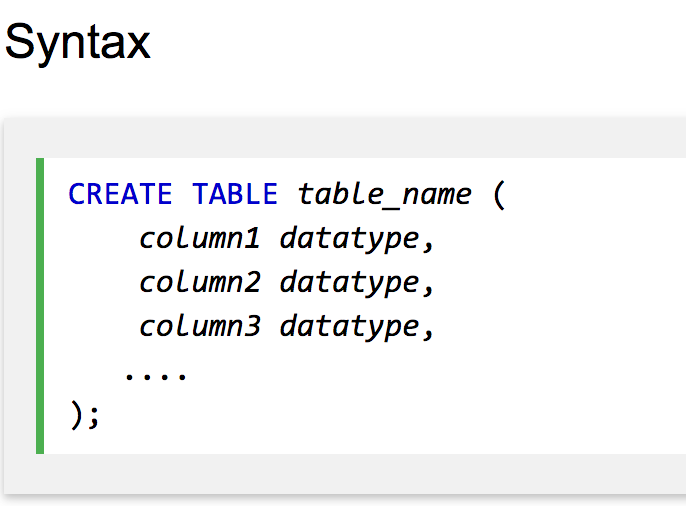 Syntax
CREATE TABLE table_name (
column1 datatype,
column2 datatype,
column3 datatype,
....
);